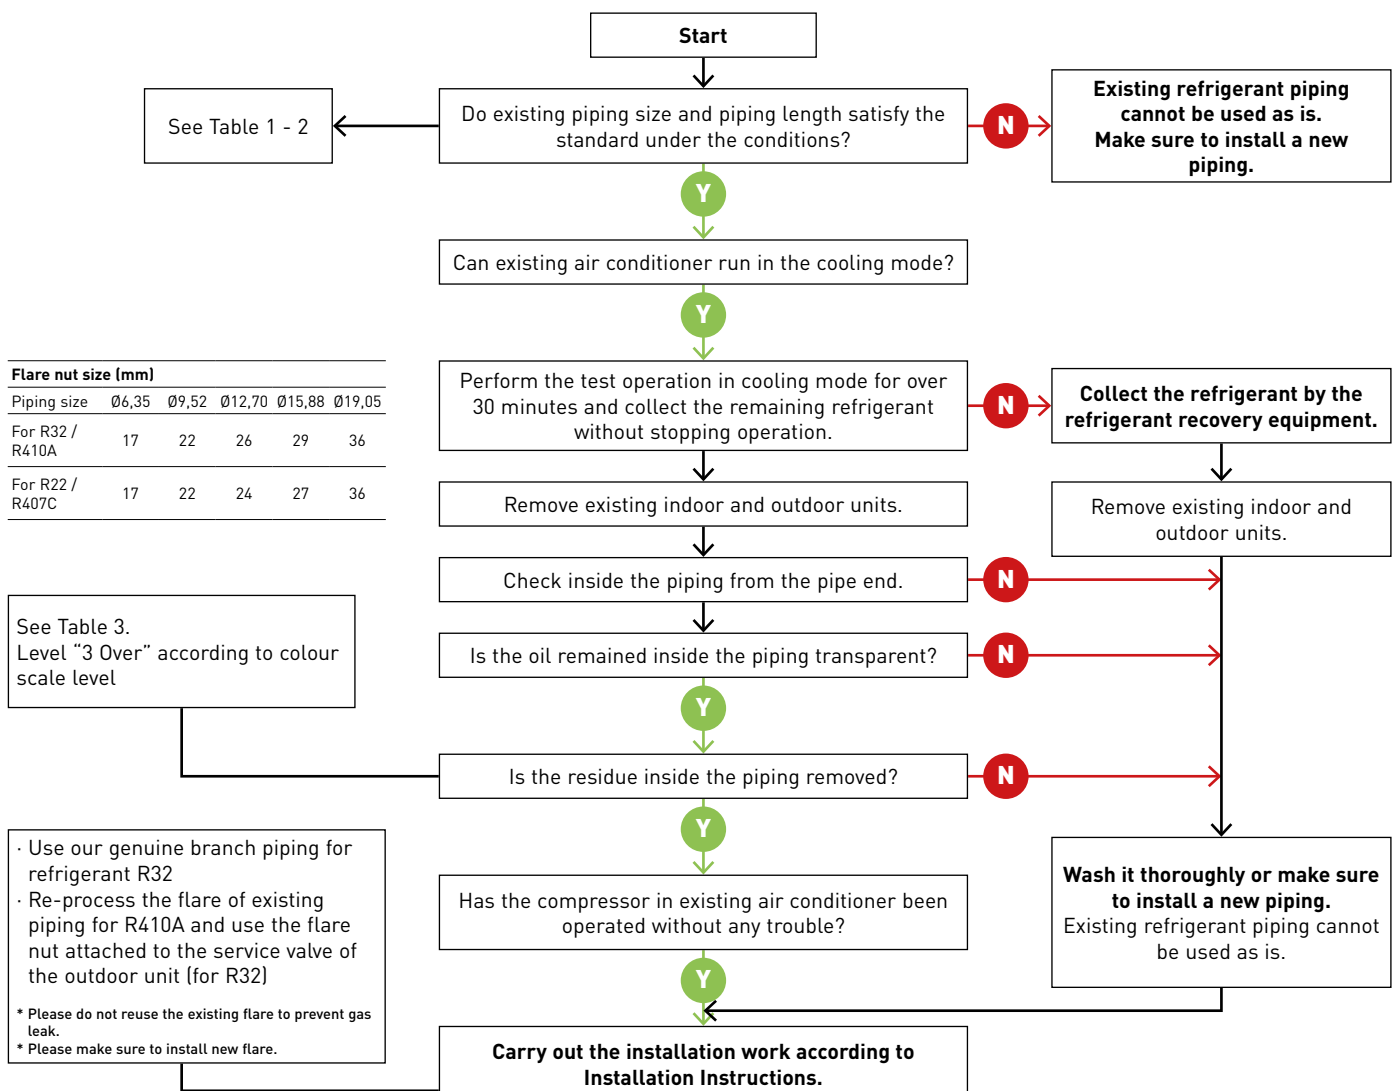 Start
See Table 1 - 2
Do existing piping size and piping length satisfy the
standard under the conditions?
N
Existing refrigerant piping
cannot be used as is.
Make sure to install a new
piping.
Y
Can existing air conditioner run in the cooling mode?
Y
Flare nut size (mm)
Piping size Ø6,35 Ø9,52 Ø12,70 Ø15,88 Ø19,05
For R32 /
R410A
17 22 26 29 36
For R22 /
R407C
17 22 24 27 36
Perform the test operation in cooling mode for over
30 minutes and collect the remaining refrigerant
without stopping operation.
N
Collect the refrigerant by the
refrigerant recovery equipment.
Remove existing indoor and outdoor units.
Remove existing indoor and
outdoor units.
Check inside the piping from the pipe end.
N
See Table 3.
Level “3 Over” according to colour
scale level
Is the oil remained inside the piping transparent?
N
Y
Is the residue inside the piping removed?
N
Y
· Use our genuine branch piping for
refrigerant R32
· Re-process the flare of existing
piping for R410A and use the flare
nut attached to the service valve of
the outdoor unit (for R32)
* Please do not reuse the existing flare to prevent gas
leak.
* Please make sure to install new flare.
Has the compressor in existing air conditioner been
operated without any trouble?
Wash it thoroughly or make sure
to install a new piping.
Existing refrigerant piping cannot
be used as is.
Y
Carry out the installation work according to
Installation Instructions.